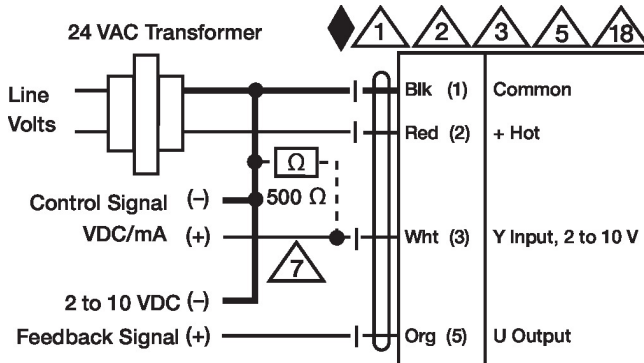 24 VAC Transformer
1 2 3 5 18
Line
Volts
Blk (1) Common
Red (2) + Hot
Ω
500 Ω
Control Signal (-)
VDC/mA (+)
Wht (3) Y Input, 2 to 10 V
7
2 to 10 VDC (-)
Feedback Signal (+)
Org (5) U Output